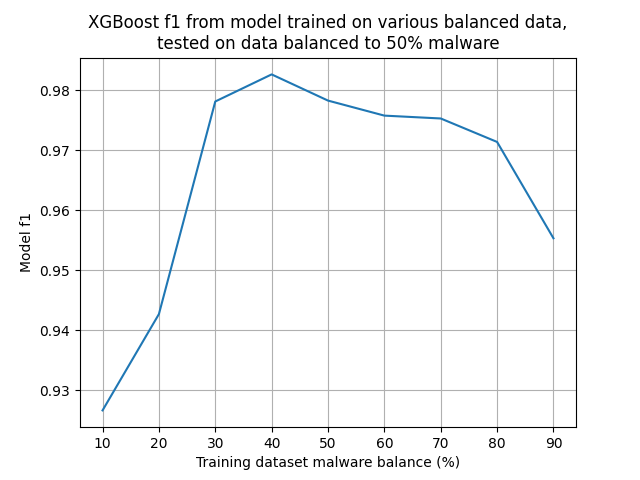 XGBoost f1 from model trained on various balanced data,
tested on data balanced to 50% malware
0.98
0.97
0.96
0.95
0.94
0.93
Model f1
10 20 30 40 50 60 70 80 90
Training dataset malware balance (%)